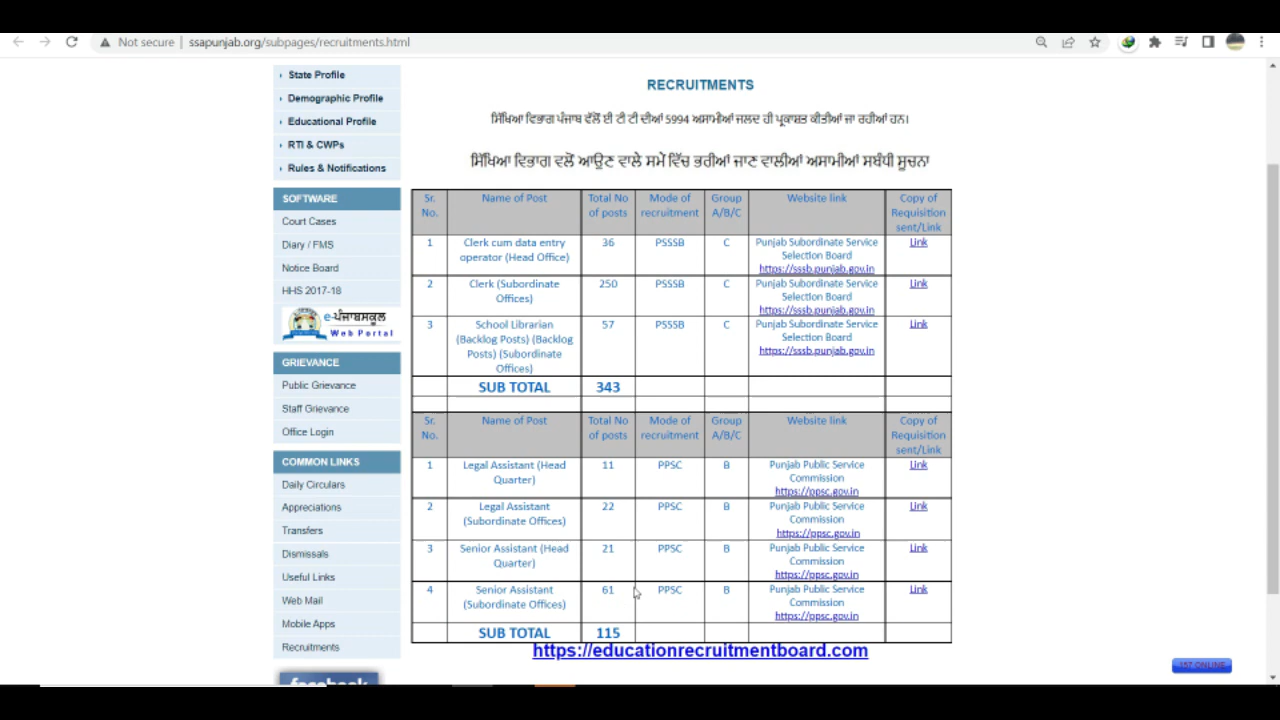 Not secure | ssapunjab.org/subpages/recruitments.html
State Profile
Demographic Profile
Educational Profile
RTI & CWPs
Rules & Notifications
SOFTWARE
Court Cases
Diary / FMS
Notice Board
HHS 2017-18
e-ਪੰਜਾਬਸਕੂਲ
Web Portal
GRIEVANCE
Public Grievance
Staff Grievance
Office Login
COMMON LINKS
Daily Circulars
Appreciations
Transfers
Dismissals
Useful Links
Web Mail
Mobile Apps
Recruitments
facebook
RECRUITMENTS
ਸਿੱਖਿਆ ਵਿਭਾਗ ਪੰਜਾਬ ਵੱਲੋਂ ਈ ਟੀ ਟੀ ਦੀਆਂ 5994 ਅਸਾਮੀਆਂ ਜਲਦ ਹੀ ਪ੍ਰਕਾਸ਼ਤ ਕੀਤੀਆਂ ਜਾ ਰਹੀਆਂ ਹਨ।
ਸਿੱਖਿਆ ਵਿਭਾਗ ਵਲੋਂ ਆਉਣ ਵਾਲੇ ਸਮੇਂ ਵਿੱਚ ਭਰੀਆਂ ਜਾਣ ਵਾਲੀਆਂ ਅਸਾਮੀਆਂ ਸਬੰਧੀ ਸੂਚਨਾ
Sr. Name of Post Total No Mode of Group Website link Copy of
No. of posts recruitment A/B/C Requisition
sent/Link
1 Clerk cum data entry 36 PSSSB C Punjab Subordinate Service Link
operator (Head Office) Selection Board
https://sssb.punjab.gov.in
2 Clerk (Subordinate 250 PSSSB C Punjab Subordinate Service Link
Offices) Selection Board
https://sssb.punjab.gov.in
3 School Librarian 57 PSSSB C Punjab Subordinate Service Link
(Backlog Posts) (Backlog Selection Board
Posts) (Subordinate https://sssb.punjab.gov.in
Offices)
SUB TOTAL 343
Sr. Name of Post Total No Mode of Group Website link Copy of
No. of posts recruitment A/B/C Requisition
sent/Link
1 Legal Assistant (Head 11 PPSC B Punjab Public Service Link
Quarter) Commission
https://ppsc.gov.in
2 Legal Assistant 22 PPSC B Punjab Public Service Link
(Subordinate Offices) Commission
https://ppsc.gov.in
3 Senior Assistant (Head 21 PPSC B Punjab Public Service Link
Quarter) Commission
https://ppsc.gov.in
4 Senior Assistant 61 PPSC B Punjab Public Service Link
(Subordinate Offices) Commission
https://ppsc.gov.in
SUB TOTAL 115
https://educationrecruitmentboard.com
157 ONLINE